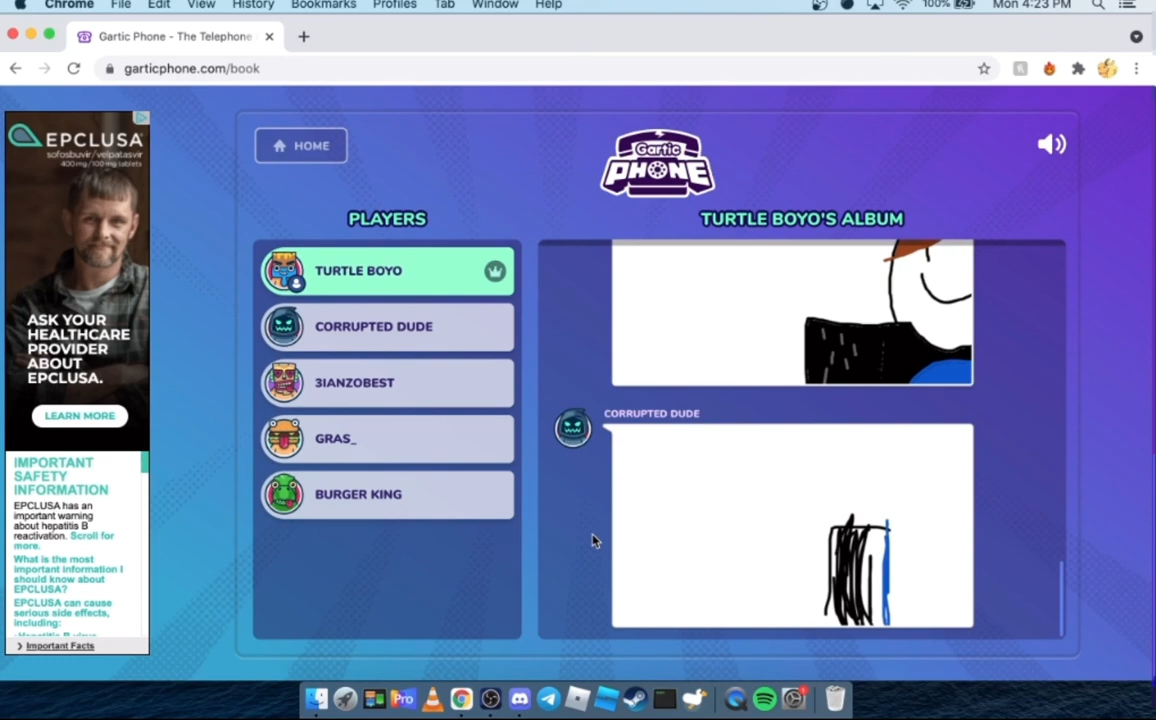 Chrome File Edit View History Bookmarks Profiles Tab Window Help 100% Mon 4:23 PM
Gartic Phone - The Telephone
garticphone.com/book
EPCLUSA
sofosbuvir/velpatasvir
400 mg/100 mg tablets
ASK YOUR
HEALTHCARE
PROVIDER
ABOUT
EPCLUSA.
LEARN MORE
IMPORTANT
SAFETY
INFORMATION
EPCLUSA has an
important warning
about hepatitis B
reactivation. Scroll for
more.
What is the most
important information I
should know about
EPCLUSA?
EPCLUSA can cause
serious side effects,
including:
Important Facts
HOME
Gartic
PHONE
PLAYERS
TURTLE BOYO
CORRUPTED DUDE
3IANZOBEST
GRAS_
BURGER KING
TURTLE BOYO'S ALBUM
CORRUPTED DUDE
Pro